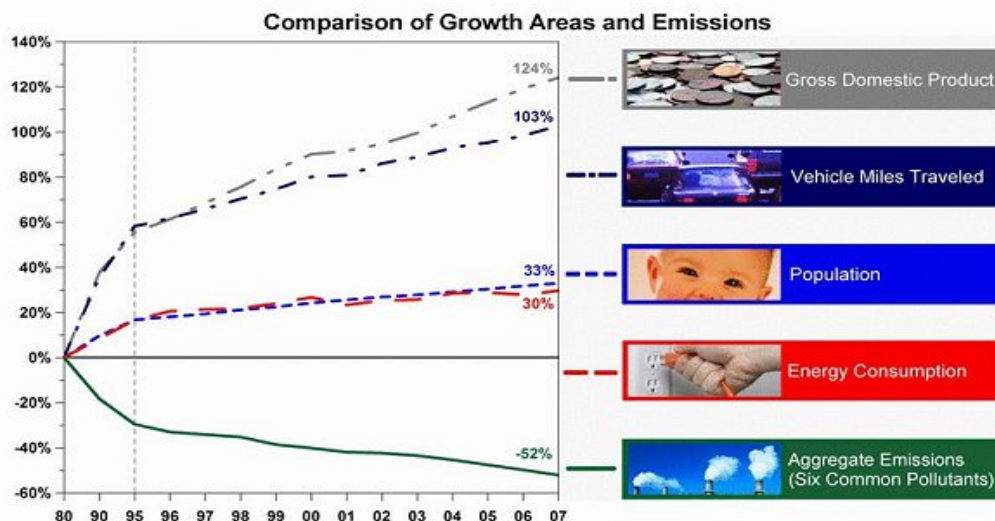 Comparison of Growth Areas and Emissions
140%
120%
100%
80%
60%
40%
20%
0%
-20%
-40%
-60%
80 90 95 96 97 98 99 00 01 02 03 04 05 06 07
124%
103%
33%
30%
-52%
Gross Domestic Product
Vehicle Miles Traveled
Population
Energy Consumption
Aggregate Emissions
(Six Common Pollutants)